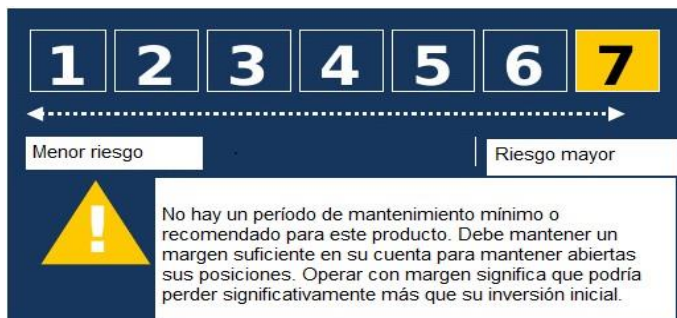 1 2 3 4 5 6 7
Menor riesgo
Riesgo mayor
!
No hay un período de mantenimiento mínimo o
recomendado para este producto. Debe mantener un
margen suficiente en su cuenta para mantener abiertas
sus posiciones. Operar con margen significa que podría
perder significativamente más que su inversión inicial.